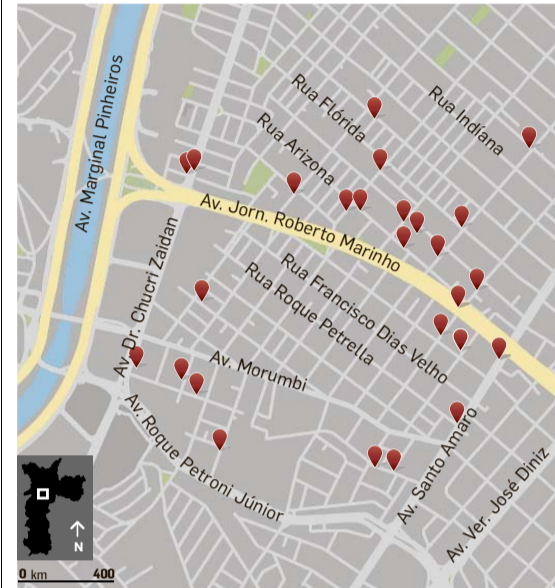 Av. Marginal Pinheiros
Rua Flórida
Rua Indiana
Rua Arizona
Av. Jorn. Roberto Marinho
Av. Dr. Chucri Zaidan
Rua Francisco Dias Velho
Rua Roque Petrella
Av. Morumbi
Av. Roque Petroni Júnior
Av. Santo Amaro
Av. Ver. José Diniz
N
0 km 400